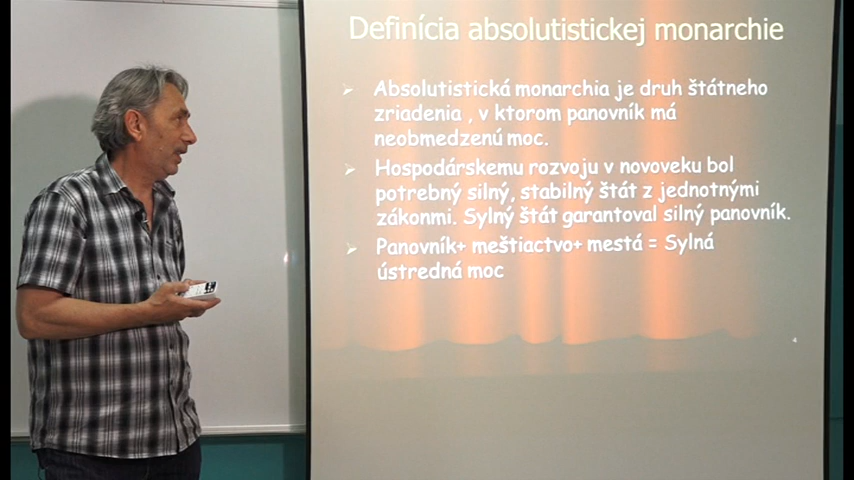 Definícia absolutistickej monarchie
Absolutistická monarchia je druh štátneho
zriadenia , v ktorom panovník má
neobmedzenú moc.
Hospodárskemu rozvoju v novoveku bol
potrebný silný, stabilný štát z jednotnými
zákonmi. Sylný štát garantoval silný panovník.
Panovník+ meštiactvo+ mestá = Sylná
ústredná moc
4